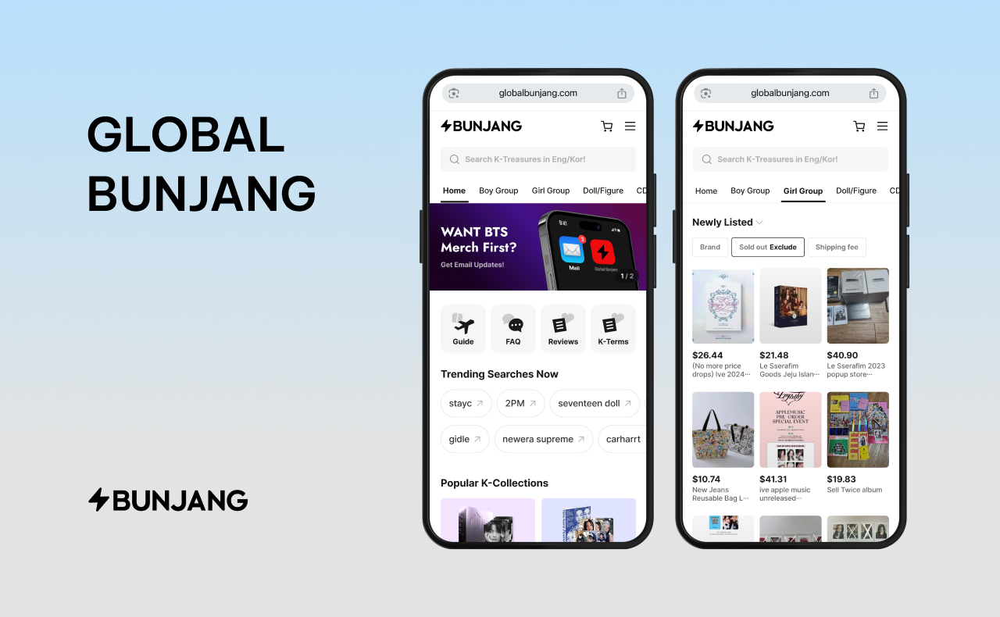 GLOBAL
BUNJANG
BUNJANG
globalbunjang.com
BUNJANG
Search K-Treasures in Eng/Kor!
Home Boy Group Girl Group Doll/Figure CD
WANT BTS
Merch First?
Get Email Updates!
9:41
3
Mail
Global Bunjang
1 / 2
Guide FAQ Reviews K-Terms
Trending Searches Now
stayc 2PM seventeen doll
gidle newera supreme carharrt
Popular K-Collections
globalbunjang.com
BUNJANG
Search K-Treasures in Eng/Kor!
Home Boy Group Girl Group Doll/Figure CD
Newly Listed
Brand Sold out Exclude Shipping fee
$26.44 $21.48 $40.90
(No more price Le Sserafim Le Sserafim 2023
drops) Ive 2024··· Goods Jeju Islan··· popup store···
APPLEMUSIC
PRE-ORDER
SPECIAL EVENT
$10.74 $41.31 $19.83
New Jeans ive apple music Sell Twice album
Reusable Bag L··· unreleased···